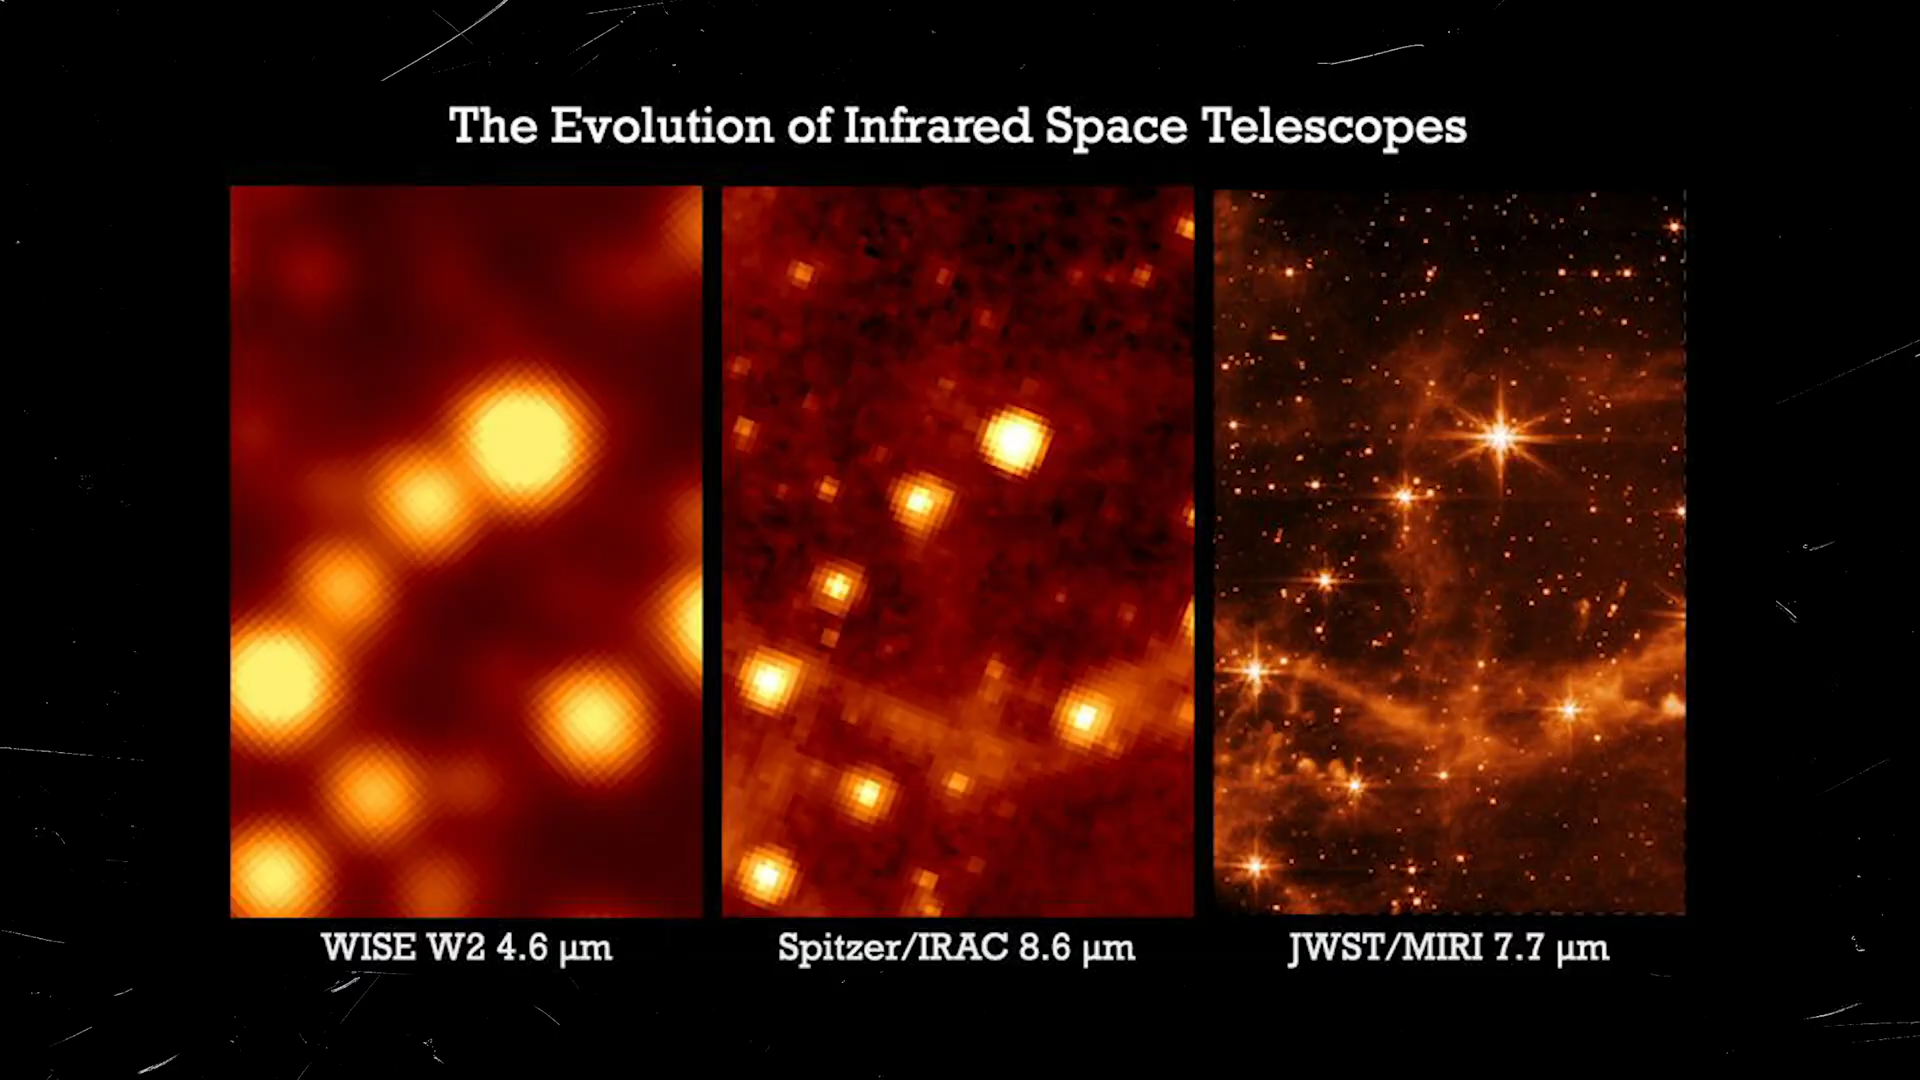 The Evolution of Infrared Space Telescopes
WISE W2 4.6 µm
Spitzer/IRAC 8.6 µm
JWST/MIRI 7.7 µm